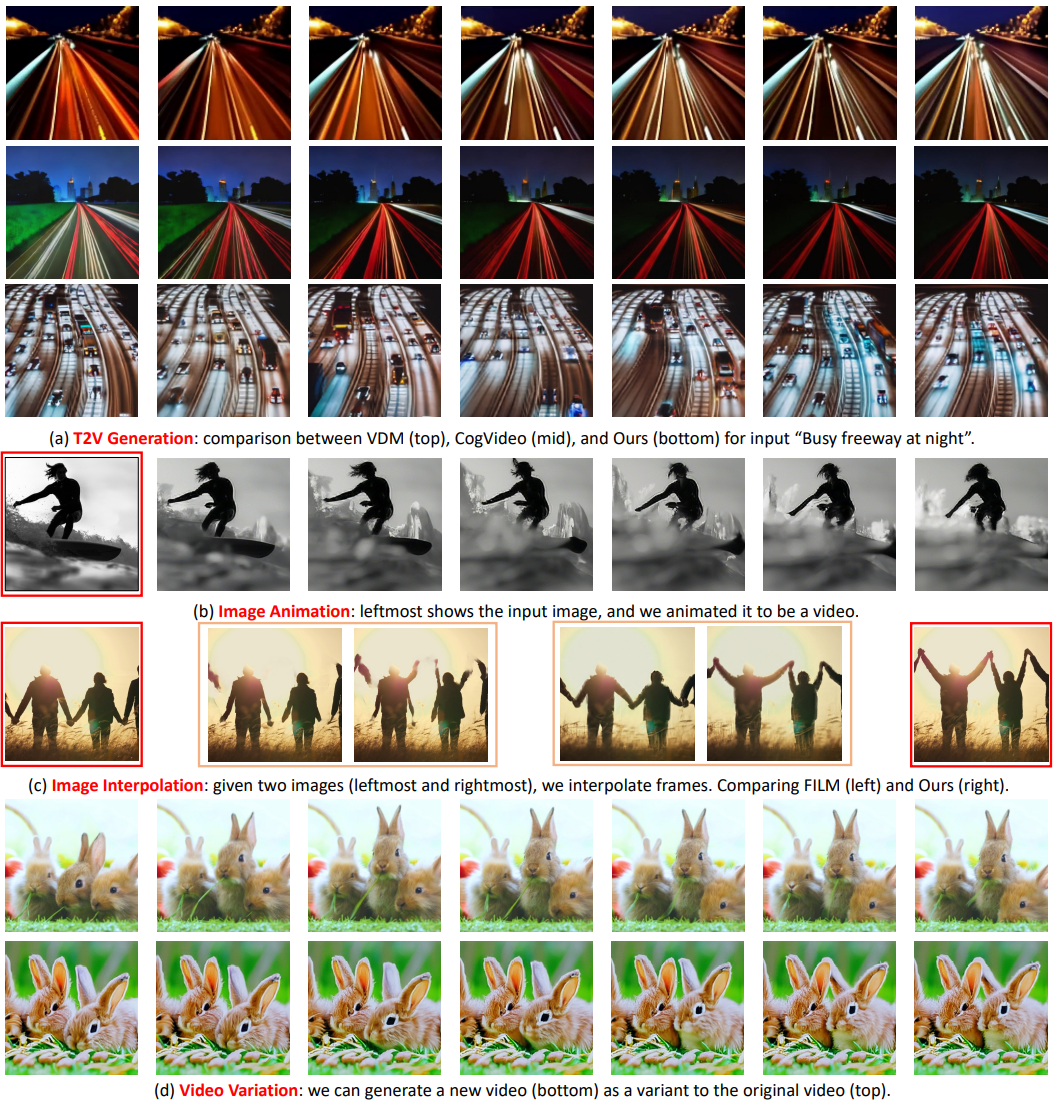 (a) T2V Generation: comparison between VDM (top), CogVideo (mid), and Ours (bottom) for input “Busy freeway at night”.
(b) Image Animation: leftmost shows the input image, and we animated it to be a video.
(c) Image Interpolation: given two images (leftmost and rightmost), we interpolate frames. Comparing FILM (left) and Ours (right).
(d) Video Variation: we can generate a new video (bottom) as a variant to the original video (top).